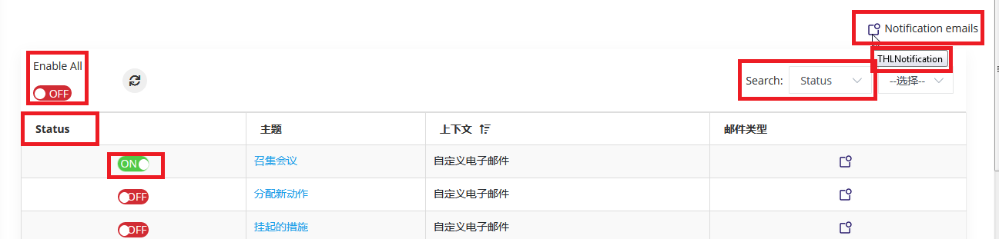 Notification emails
THLNotification
Enable All
OFF
Search: Status --选择--
Status 主题 上下文 邮件类型
ON 召集会议 自定义电子邮件
OFF 分配新动作 自定义电子邮件
OFF 挂起的措施 自定义电子邮件